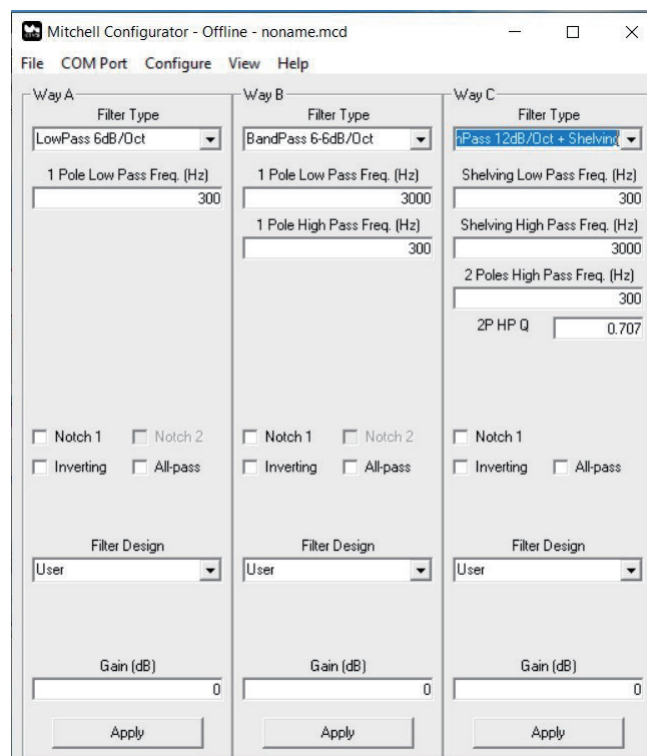 Mitchell Configurator - Offline - noname.mcd
File COM Port Configure View Help
Way A
Filter Type
LowPass 6dB/Oct
1 Pole Low Pass Freq. (Hz)
300
Notch 1 Notch 2
Inverting All-pass
Filter Design
User
Gain (dB)
0
Apply
Way B
Filter Type
BandPass 6-6dB/Oct
1 Pole Low Pass Freq. (Hz)
3000
1 Pole High Pass Freq. (Hz)
300
Notch 1 Notch 2
Inverting All-pass
Filter Design
User
Gain (dB)
0
Apply
Way C
Filter Type
hPass 12dB/Oct + Shelving
Shelving Low Pass Freq. (Hz)
300
Shelving High Pass Freq. (Hz)
3000
2 Poles High Pass Freq. (Hz)
300
2P HP Q 0.707
Notch 1
Inverting All-pass
Filter Design
User
Gain (dB)
0
Apply